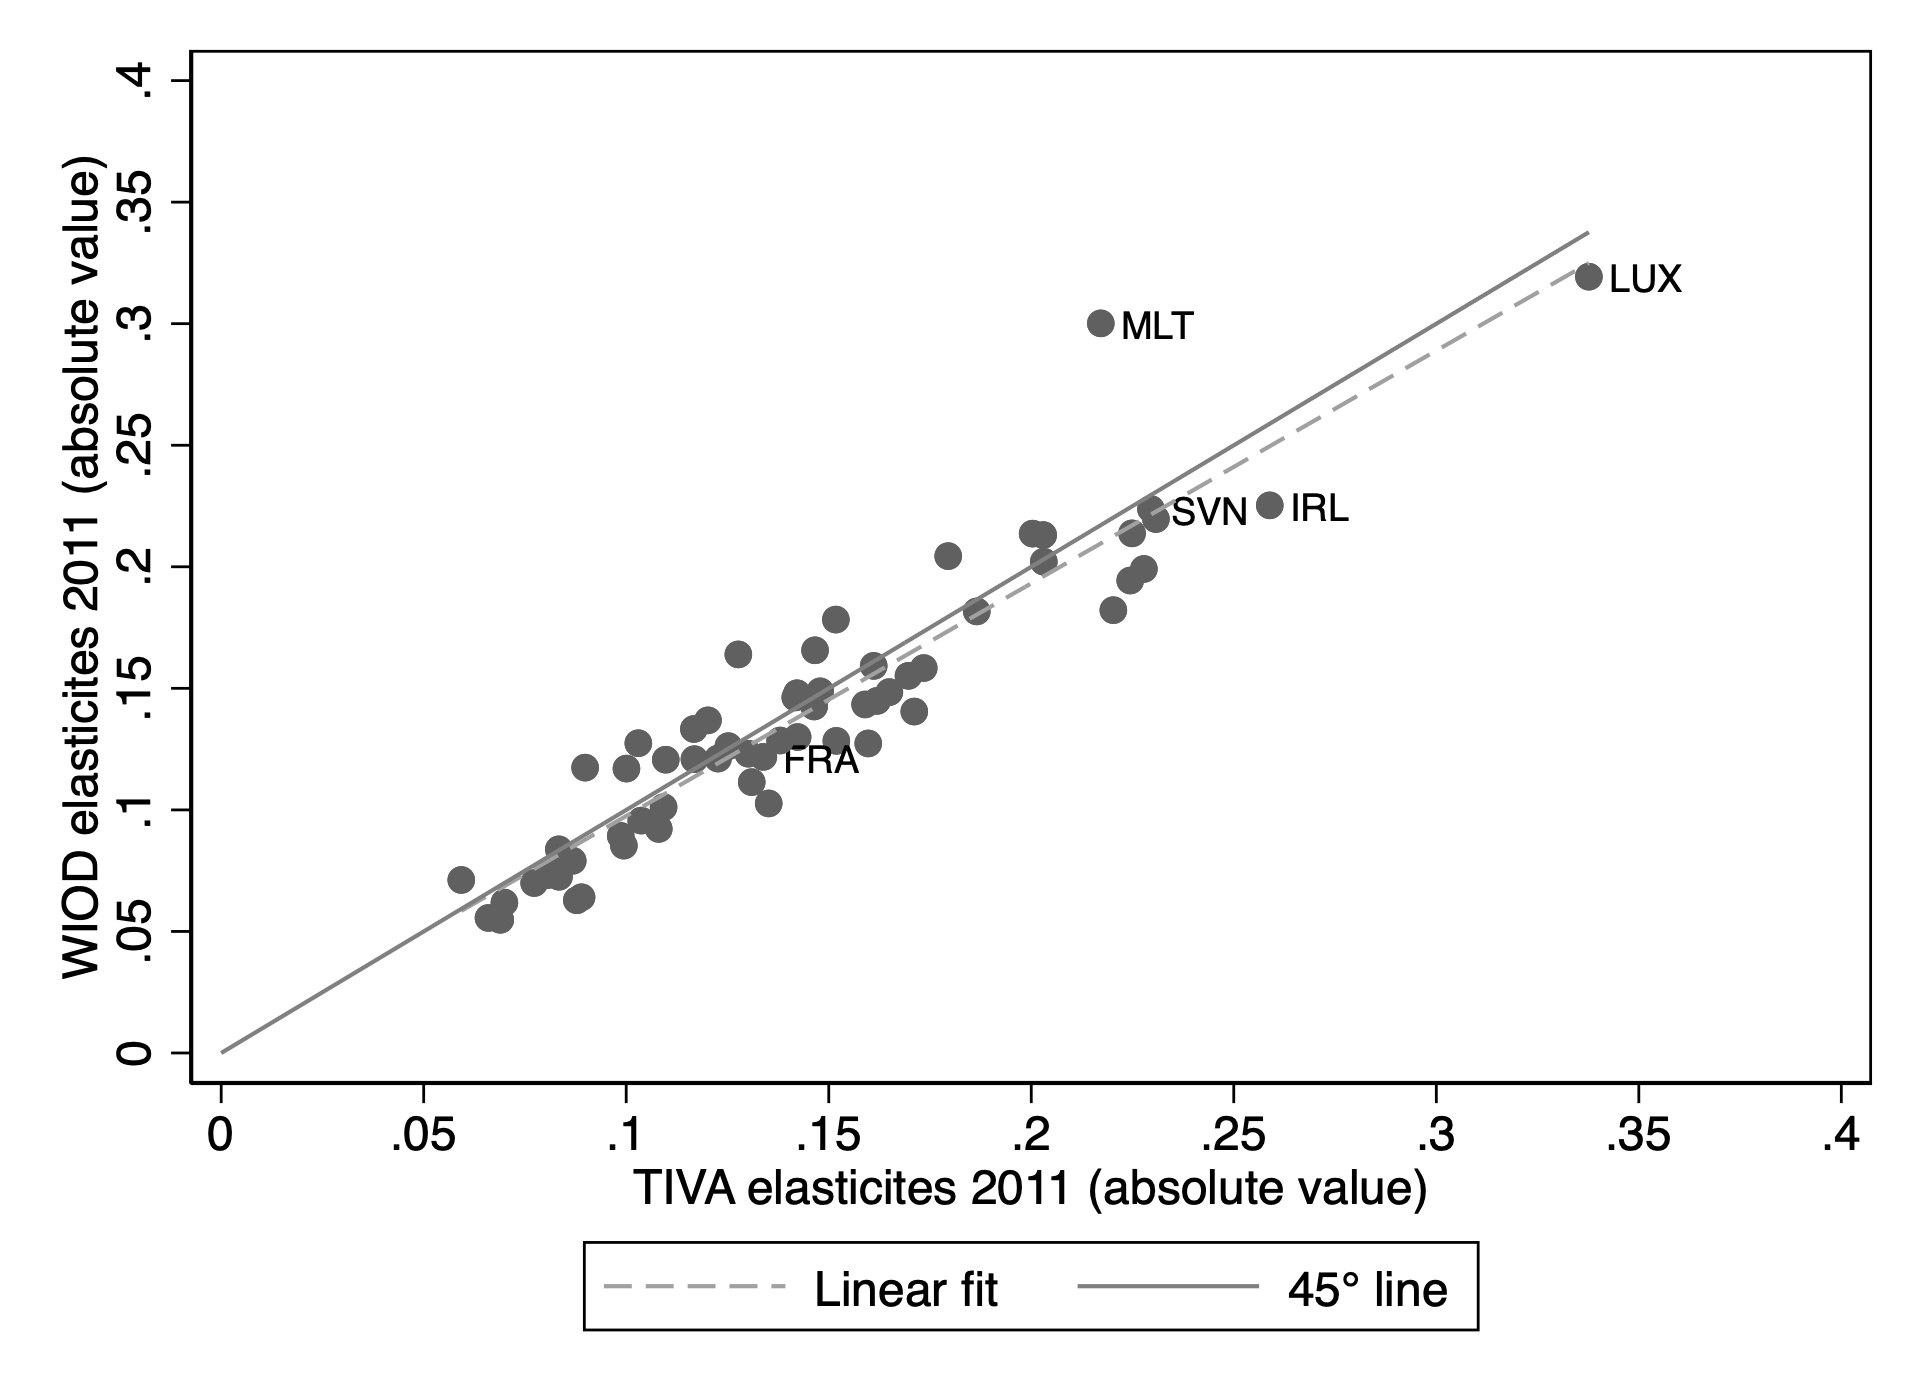 WIOD elasticites 2011 (absolute value)
.4
.35
.3
.25
.2
.15
.1
.05
0
LUX
MLT
SVN
IRL
FRA
0 .05 .1 .15 .2 .25 .3 .35 .4
TIVA elasticites 2011 (absolute value)
Linear fit 45° line